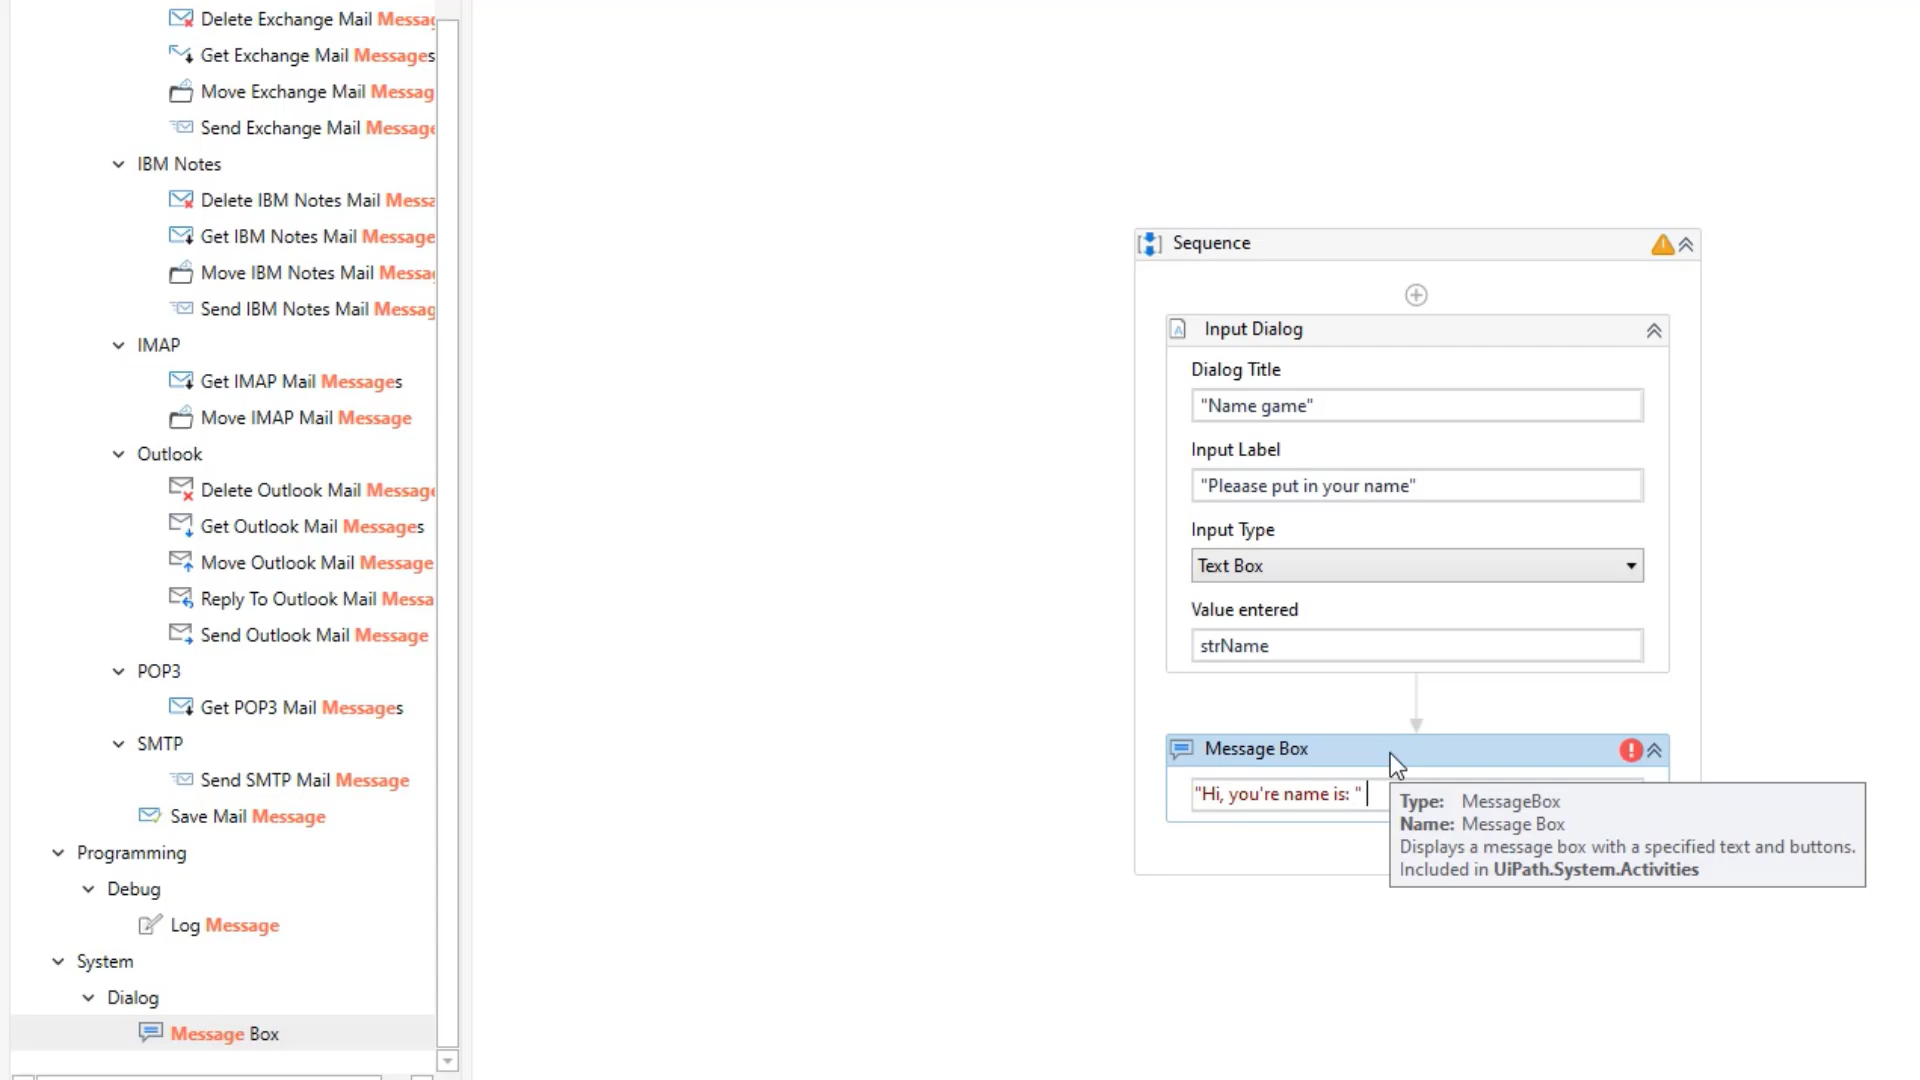 Delete Exchange Mail Messag
Get Exchange Mail Messages
Move Exchange Mail Messag
Send Exchange Mail Message
IBM Notes
Delete IBM Notes Mail Messa
Get IBM Notes Mail Message
Move IBM Notes Mail Messag
Send IBM Notes Mail Messag
IMAP
Get IMAP Mail Messages
Move IMAP Mail Message
Outlook
Delete Outlook Mail Message
Get Outlook Mail Messages
Move Outlook Mail Message
Reply To Outlook Mail Messa
Send Outlook Mail Message
POP3
Get POP3 Mail Messages
SMTP
Send SMTP Mail Message
Save Mail Message
Programming
Debug
Log Message
System
Dialog
Message Box
Sequence
Input Dialog
Dialog Title
"Name game"
Input Label
"Pleaase put in your name"
Input Type
Text Box
Value entered
strName
Message Box
"Hi, you're name is: "
Type: MessageBox
Name: Message Box
Displays a message box with a specified text and buttons.
Included in UiPath.System.Activities